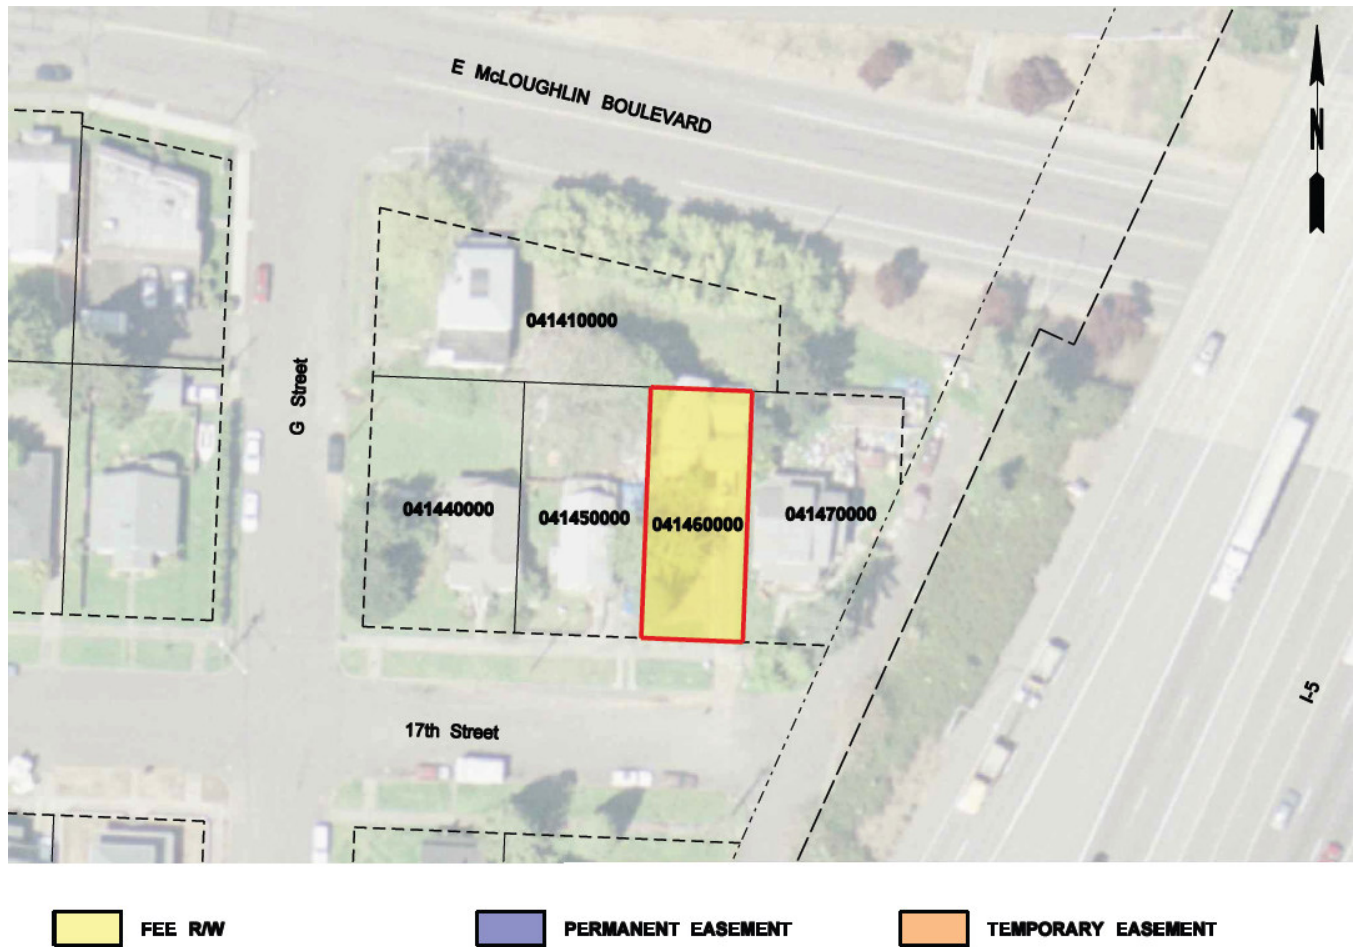 E McLOUGHLIN BOULEVARD
N
041410000
G Street
041440000
041450000
041460000
041470000
I-5
17th Street
FEE R/W
PERMANENT EASEMENT
TEMPORARY EASEMENT